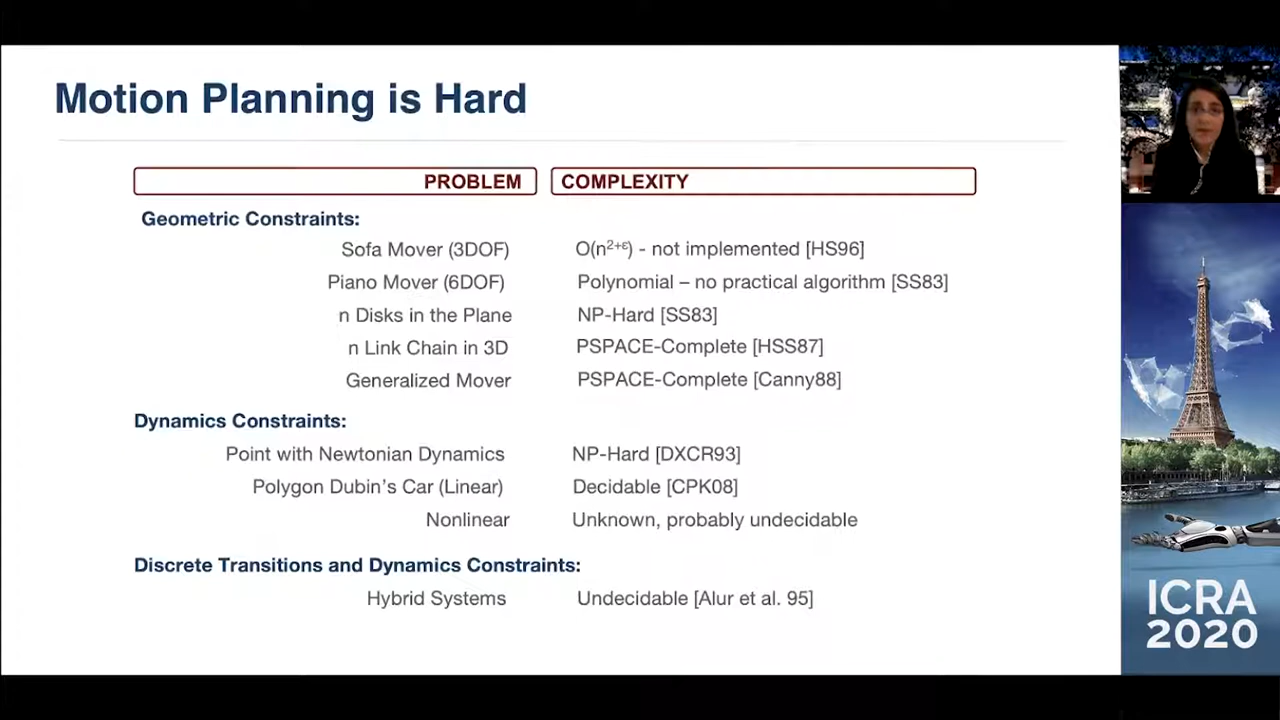 Motion Planning is Hard
PROBLEM COMPLEXITY
Geometric Constraints:
Sofa Mover (3DOF) O(n²⁺ᵋ) - not implemented [HS96]
Piano Mover (6DOF) Polynomial – no practical algorithm [SS83]
n Disks in the Plane NP-Hard [SS83]
n Link Chain in 3D PSPACE-Complete [HSS87]
Generalized Mover PSPACE-Complete [Canny88]
Dynamics Constraints:
Point with Newtonian Dynamics NP-Hard [DXCR93]
Polygon Dubin's Car (Linear) Decidable [CPK08]
Nonlinear Unknown, probably undecidable
Discrete Transitions and Dynamics Constraints:
Hybrid Systems Undecidable [Alur et al. 95]
ICRA
2020